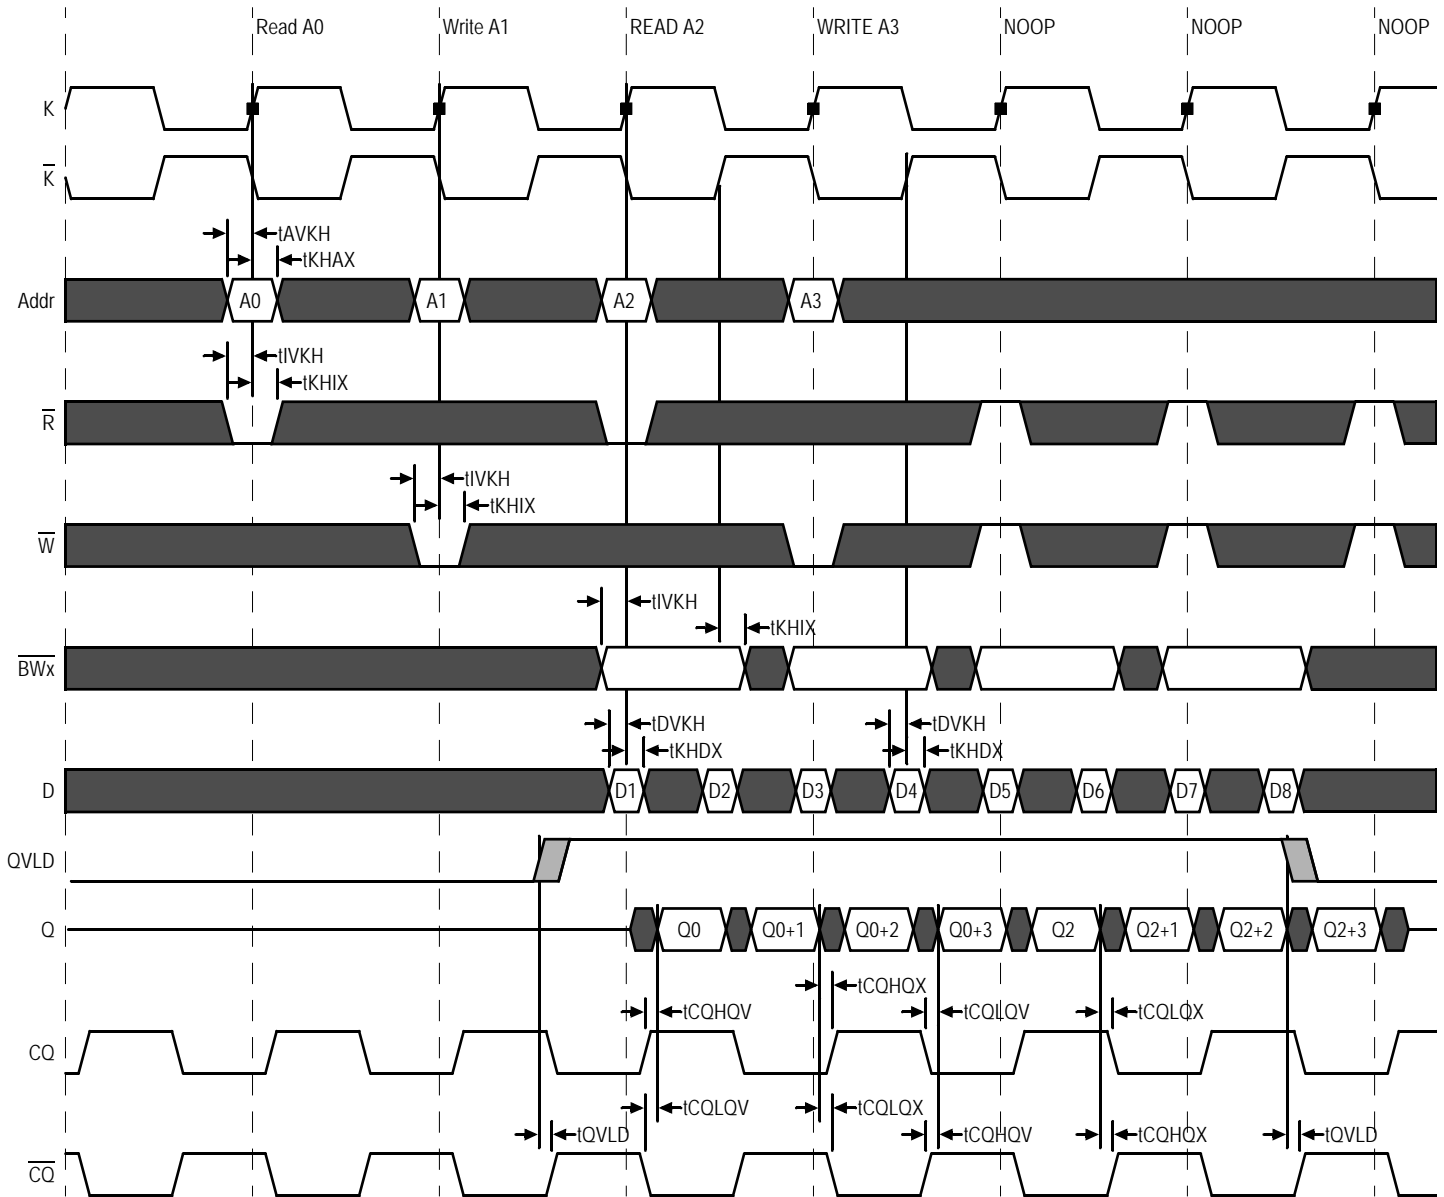 Read A0 Write A1 READ A2 WRITE A3 NOOP NOOP NOOP
K
K̅
tAVKH
tKHAX
Addr A0 A1 A2 A3
tIVKH
tKHIX
R̅
tIVKH
tKHIX
W̅
tIVKH
tKHIX
B̅W̅x̅
tDVKH tDVKH
tKHDX tKHDX
D D1 D2 D3 D4 D5 D6 D7 D8
QVLD
Q Q0 Q0+1 Q0+2 Q0+3 Q2 Q2+1 Q2+2 Q2+3
tCQHQX
tCQHQV tCQLQV tCQLQX
CQ
tCQLQV tCQLQX
tQVLD tCQHQV tCQHQX tQVLD
C̅Q̅